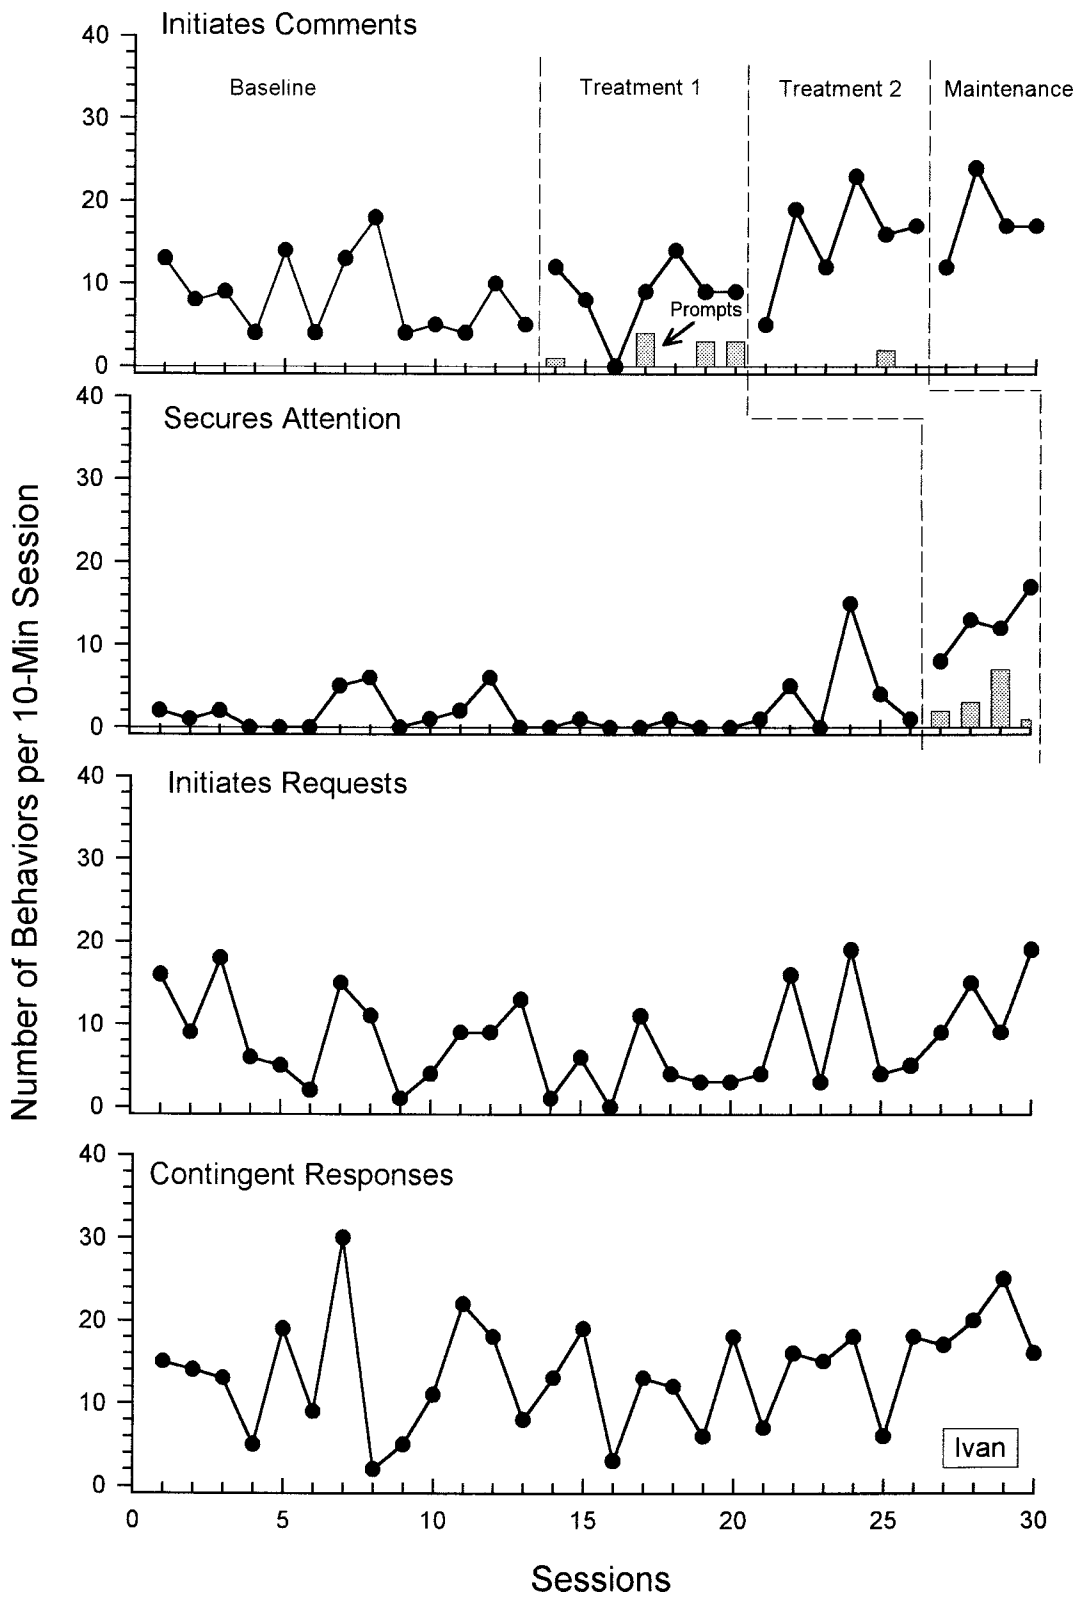 Initiates Comments
40
30
20
10
0
Baseline
Treatment 1
Treatment 2
Maintenance
Prompts
Secures Attention
40
30
20
10
0
Initiates Requests
40
30
20
10
0
Contingent Responses
40
30
20
10
0
Ivan
0 5 10 15 20 25 30
Sessions
Number of Behaviors per 10-Min Session